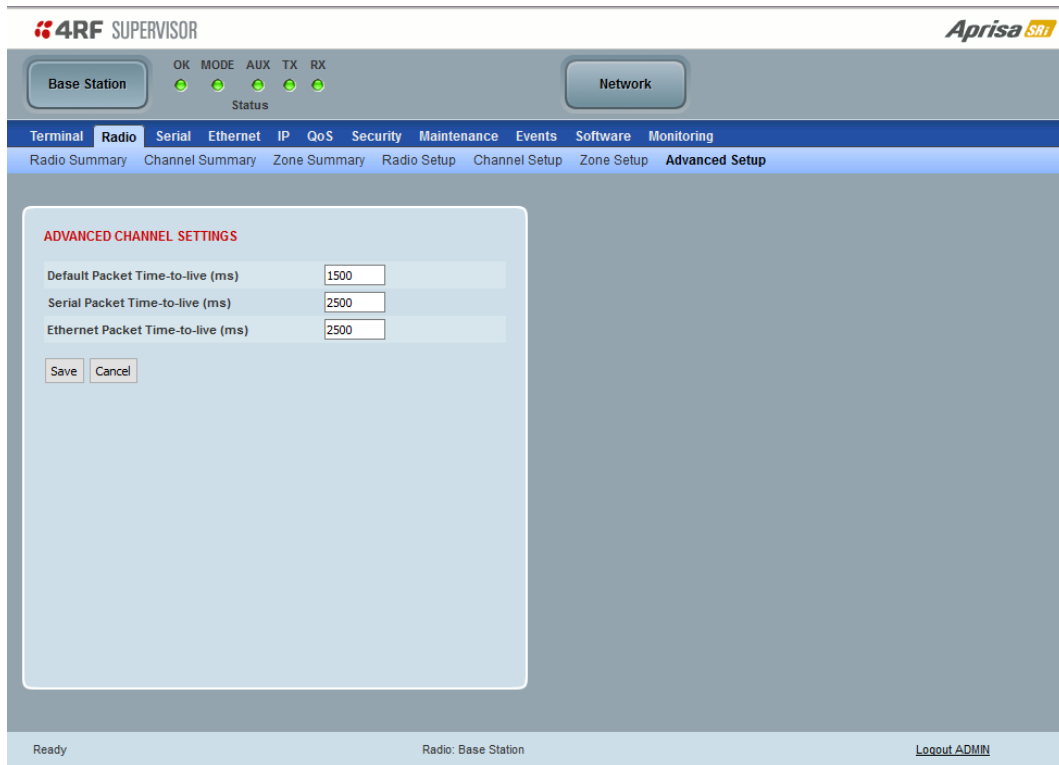 4RF SUPERVISOR
Aprisa SRi
Base Station
OK MODE AUX TX RX
Status
Network
Terminal Radio Serial Ethernet IP QoS Security Maintenance Events Software Monitoring
Radio Summary Channel Summary Zone Summary Radio Setup Channel Setup Zone Setup Advanced Setup
ADVANCED CHANNEL SETTINGS
Default Packet Time-to-live (ms) 1500
Serial Packet Time-to-live (ms) 2500
Ethernet Packet Time-to-live (ms) 2500
Save Cancel
Ready Radio: Base Station Logout ADMIN